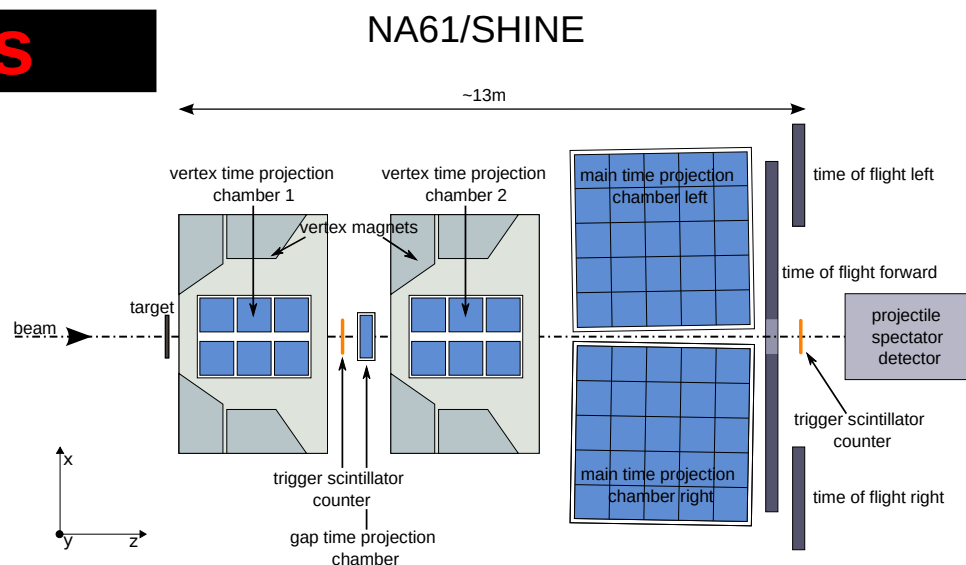 s
NA61/SHINE
~13m
vertex time projection
chamber 1
vertex time projection
chamber 2
main time projection
chamber left
time of flight left
vertex magnets
time of flight forward
target
beam
projectile
spectator
detector
trigger scintillator
counter
x
y
z
trigger scintillator
counter
gap time projection
chamber
main time projection
chamber right
time of flight right